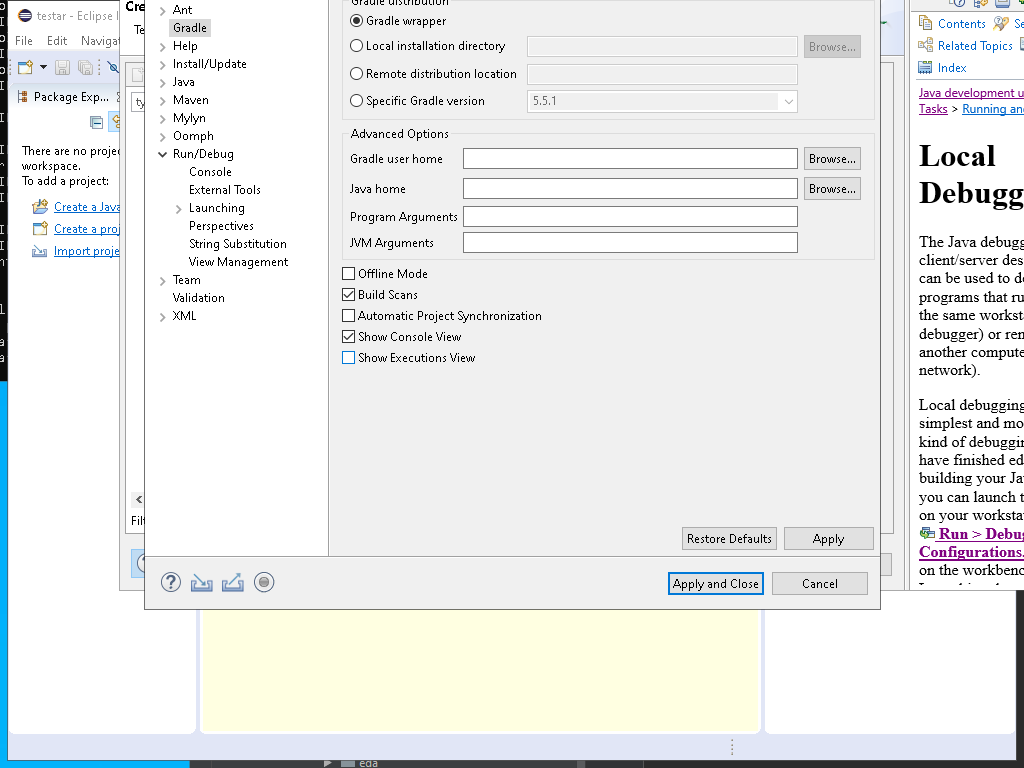 testar - Eclipse I
File
Edit
Navigat
Package Exp...
There are no projec
workspace.
To add a project:
Create a Java
Create a proj
Import proje
Cre
Te
ty
Filt
Ant
Gradle
Help
Install/Update
Java
Maven
Mylyn
Oomph
Run/Debug
Console
External Tools
Launching
Perspectives
String Substitution
View Management
Team
Validation
XML
Gradle distribution
Gradle wrapper
Local installation directory
Browse...
Remote distribution location
Specific Gradle version
5.5.1
Advanced Options
Gradle user home
Browse...
Java home
Browse...
Program Arguments
JVM Arguments
Offline Mode
Build Scans
Automatic Project Synchronization
Show Console View
Show Executions View
Restore Defaults
Apply
Apply and Close
Cancel
Contents
Se
Related Topics
Index
Java development u
Tasks > Running and
Local
Debugg
The Java debugg
client/server des
can be used to de
programs that ru
the same worksta
debugger) or rem
another compute
network).
Local debugging
simplest and mo
kind of debuggin
have finished ed
building your Jav
you can launch t
on your worksta
Run > Debug
Configurations.
on the workbenc
eda